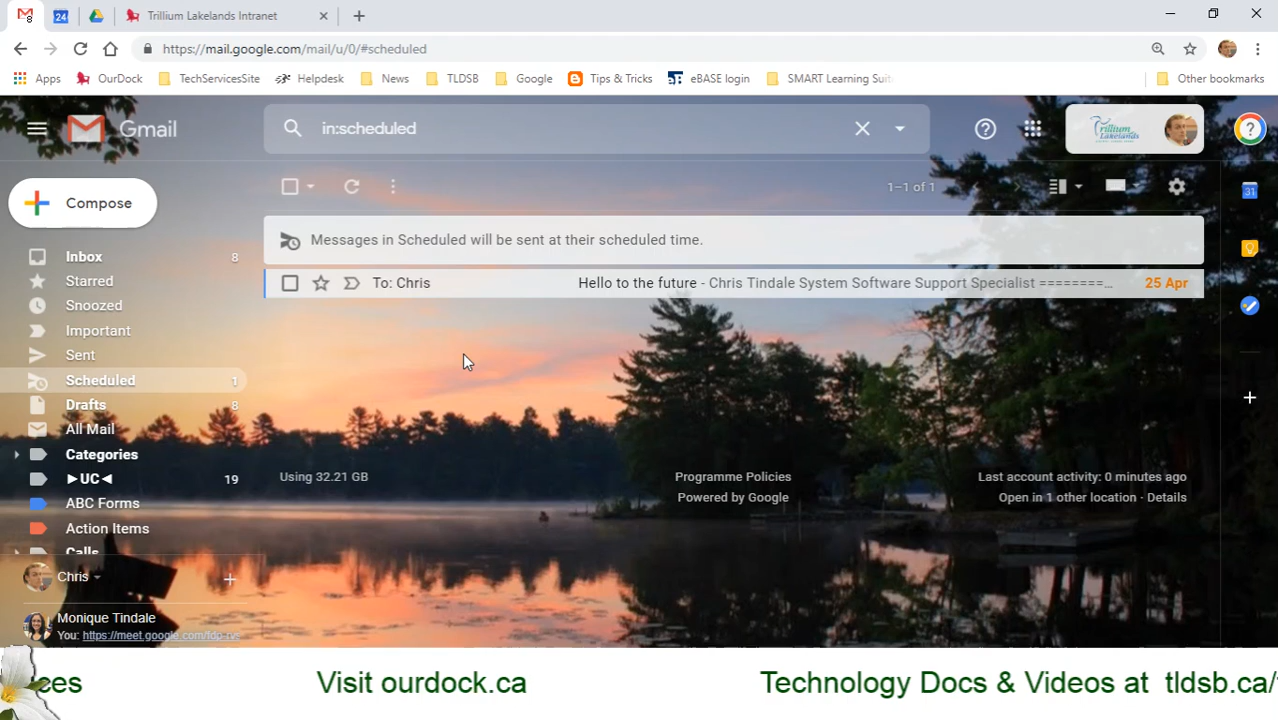 8
24
Trillium Lakelands Intranet
https://mail.google.com/mail/u/0/#scheduled
Apps OurDock TechServicesSite Helpdesk News TLDSB Google Tips & Tricks eBASE login SMART Learning Suit Other bookmarks
Gmail
in:scheduled
rillium
Lakelands
Compose
1–1 of 1
31
Inbox 8
Messages in Scheduled will be sent at their scheduled time.
Starred
To: Chris Hello to the future - Chris Tindale System Software Support Specialist ========... 25 Apr
Snoozed
Important
Sent
Scheduled 1
Drafts 8
All Mail
Categories
►UC◄ 19
ABC Forms
Action Items
Calls
Using 32.21 GB
Programme Policies
Powered by Google
Last account activity: 0 minutes ago
Open in 1 other location · Details
Chris
Monique Tindale
You: https://meet.google.com/fdp-rvs
ces Visit ourdock.ca Technology Docs & Videos at tldsb.ca/